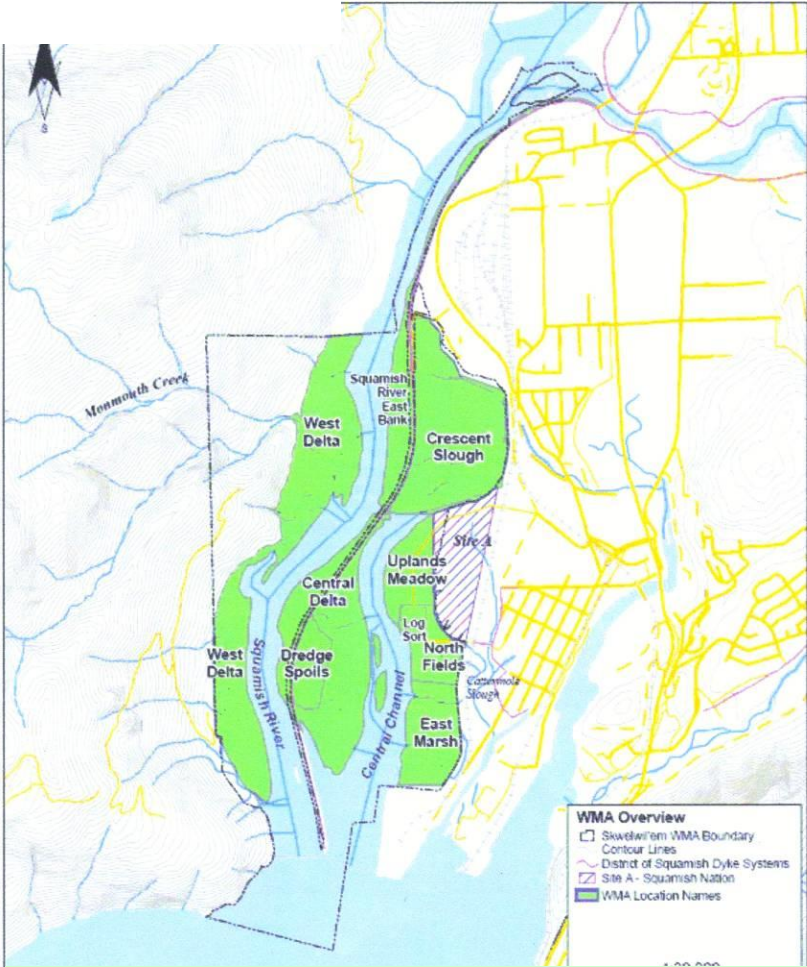 S
Monmouth Creek
Squamish
River
East
Bank
West
Delta
Crescent
Slough
Site A
Uplands
Meadow
Central
Delta
Log
Sort
North
Fields
West
Delta
Squamish River
Dredge
Spoils
Cattermole
Slough
Central Channel
East
Marsh
WMA Overview
Skwelwil'em WMA Boundary
Contour Lines
District of Squamish Dyke Systems
Site A - Squamish Nation
WMA Location Names